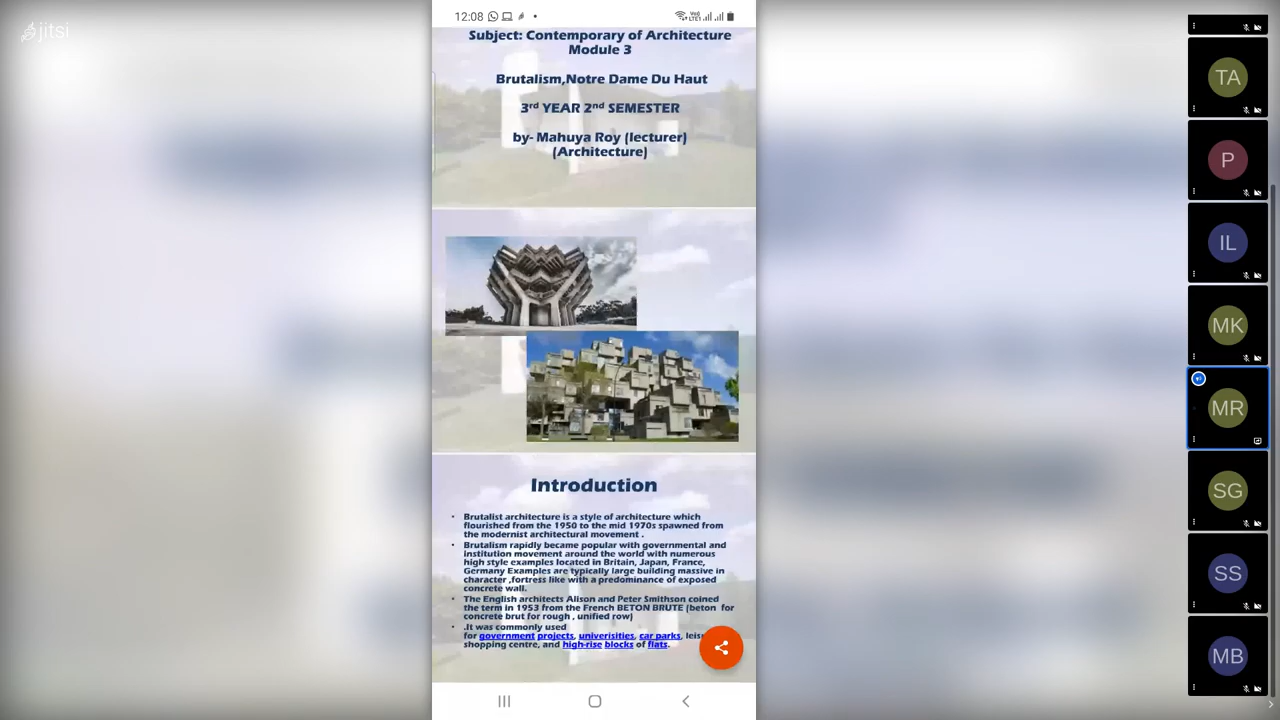 jitsi
12:08
Vo)
LTE1
Subject: Contemporary of Architecture
Module 3
Brutalism,Notre Dame Du Haut
3rd YEAR 2nd SEMESTER
by- Mahuya Roy (lecturer)
(Architecture)
Introduction
• Brutalist architecture is a style of architecture which
flourished from the 1950 to the mid 1970s spawned from
the modernist architectural movement .
• Brutalism rapidly became popular with governmental and
institution movement around the world with numerous
high style examples located in Britain, Japan, France,
Germany Examples are typically large building massive in
character ,fortress like with a predominance of exposed
concrete wall.
• The English architects Alison and Peter Smithson coined
the term in 1953 from the French BETON BRUTE (beton for
concrete brut for rough , unified row)
• .It was commonly used
for government projects, univerisities, car parks,
shopping centre, and high-rise blocks of flats.
TA
P
IL
MK
MR
SG
SS
MB